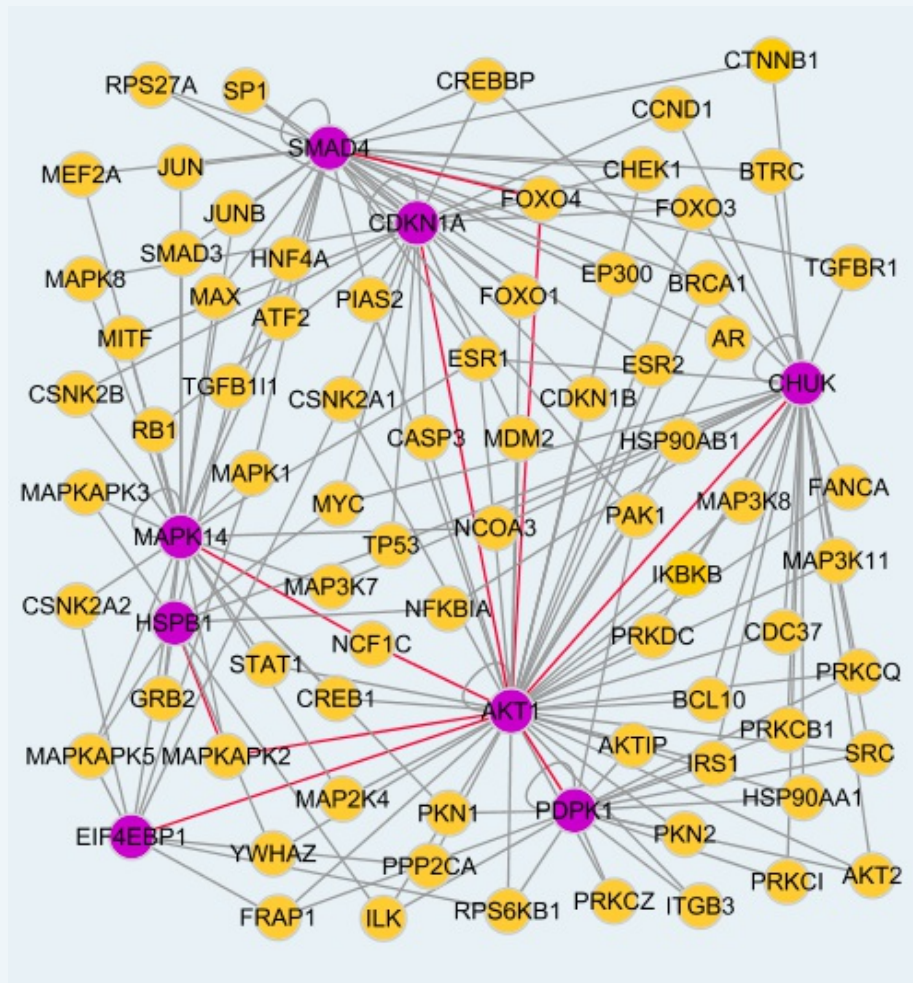 CTNNB1
RPS27A
SP1
CREBBP
CCND1
SMAD4
MEF2A
JUN
CHEK1
BTRC
FOXO4
JUNB
CDKN1A
FOXO3
SMAD3
HNF4A
MAPK8
MAX
PIAS2
FOXO1
EP300
BRCA1
TGFBR1
ATF2
MITF
AR
ESR1
ESR2
CSNK2B
TGFB1I1
CSNK2A1
CDKN1B
CHUK
RB1
CASP3
MDM2
HSP90AB1
MAPK1
MAPKAPK3
MYC
NCOA3
PAK1
MAP3K8
FANCA
MAPK14
TP53
MAP3K7
IKBKB
MAP3K11
CSNK2A2
HSPB1
NFKBIA
NCF1C
PRKDC
CDC37
STAT1
PRKCQ
GRB2
CREB1
AKT1
BCL10
MAPKAPK5
MAPKAPK2
AKTIP
PRKCB1
IRS1
SRC
MAP2K4
PKN1
PDPK1
HSP90AA1
EIF4EBP1
YWHAZ
PPP2CA
PKN2
PRKCI
AKT2
FRAP1
ILK
RPS6KB1
PRKCZ
ITGB3